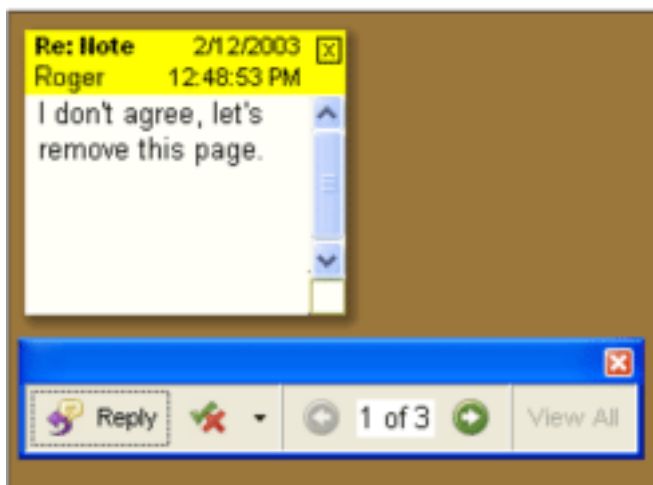 Re: Note 2/12/2003
Roger 12:48:53 PM
I don't agree, let's
remove this page.
Reply 1 of 3 View All